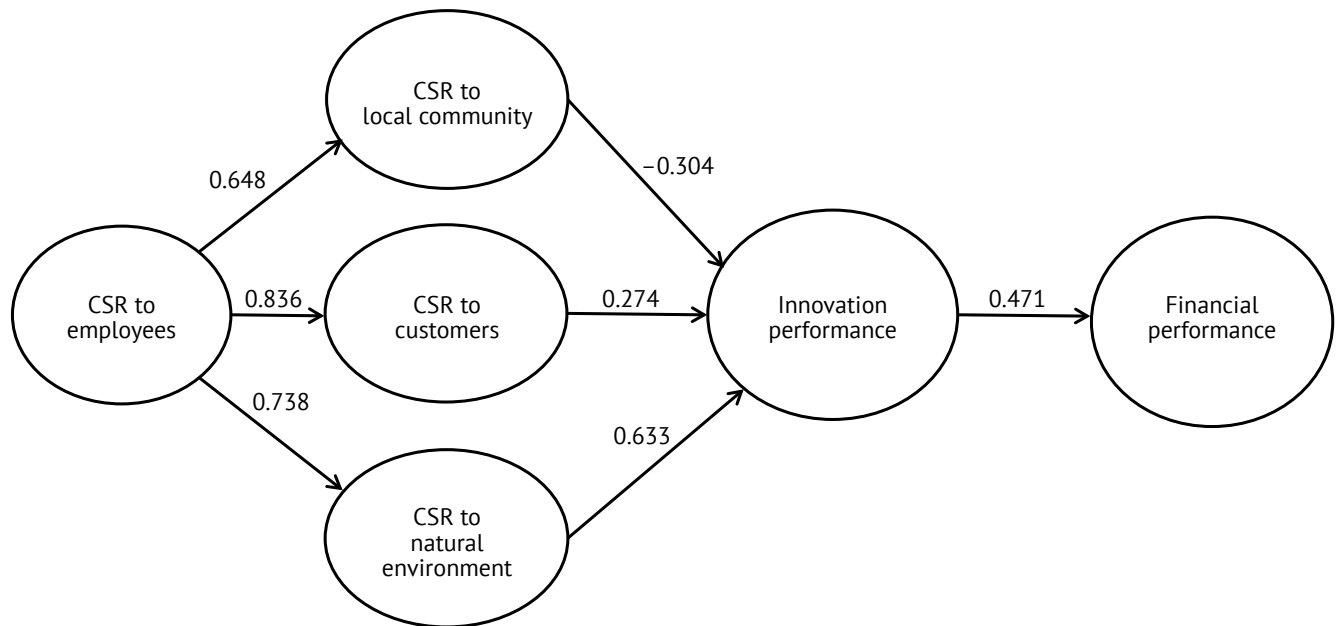 CSR to
local community
0.648
−0.304
CSR to
employees
0.836
CSR to
customers
0.274
Innovation
performance
0.471
Financial
performance
0.738
0.633
CSR to
natural
environment